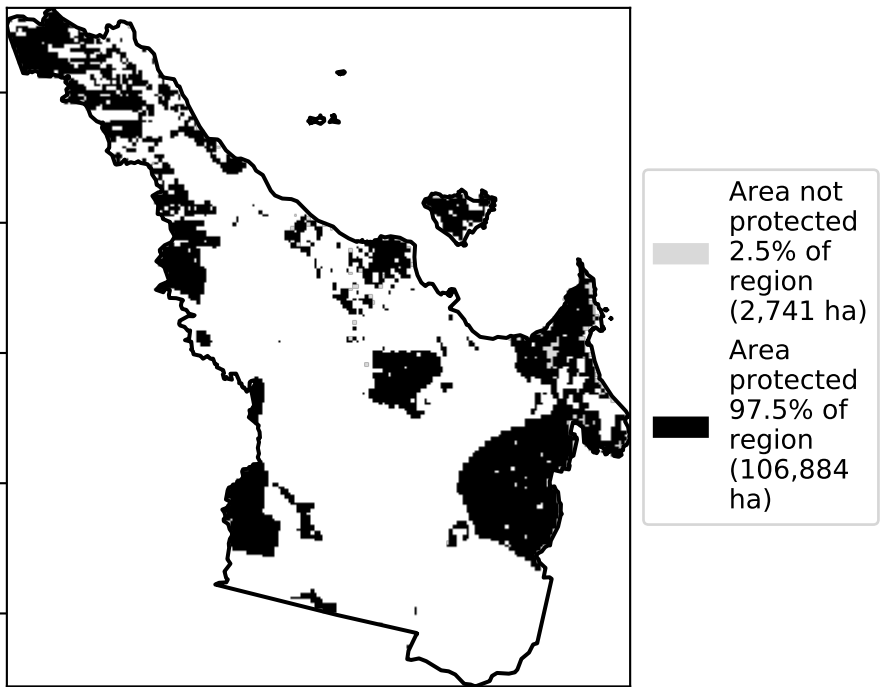 Area not
protected
2.5% of
region
(2,741 ha)
Area
protected
97.5% of
region
(106,884
ha)